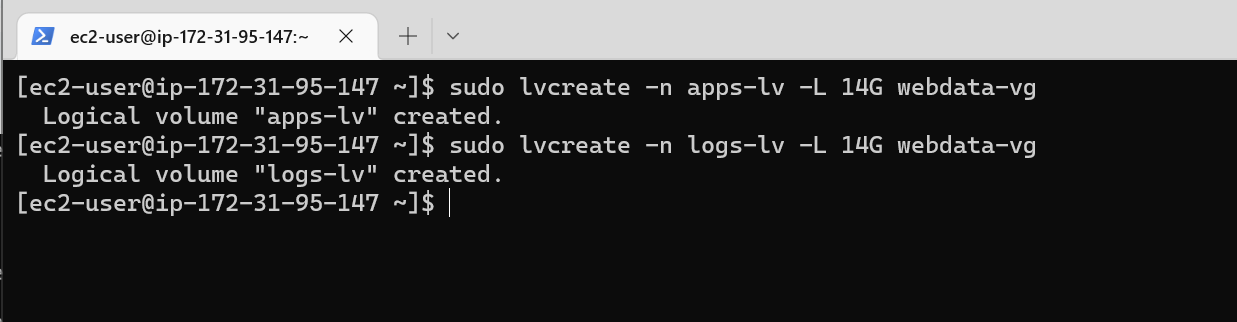 ec2-user@ip-172-31-95-147:~
[ec2-user@ip-172-31-95-147 ~]$ sudo lvcreate -n apps-lv -L 14G webdata-vg
  Logical volume "apps-lv" created.
[ec2-user@ip-172-31-95-147 ~]$ sudo lvcreate -n logs-lv -L 14G webdata-vg
  Logical volume "logs-lv" created.
[ec2-user@ip-172-31-95-147 ~]$